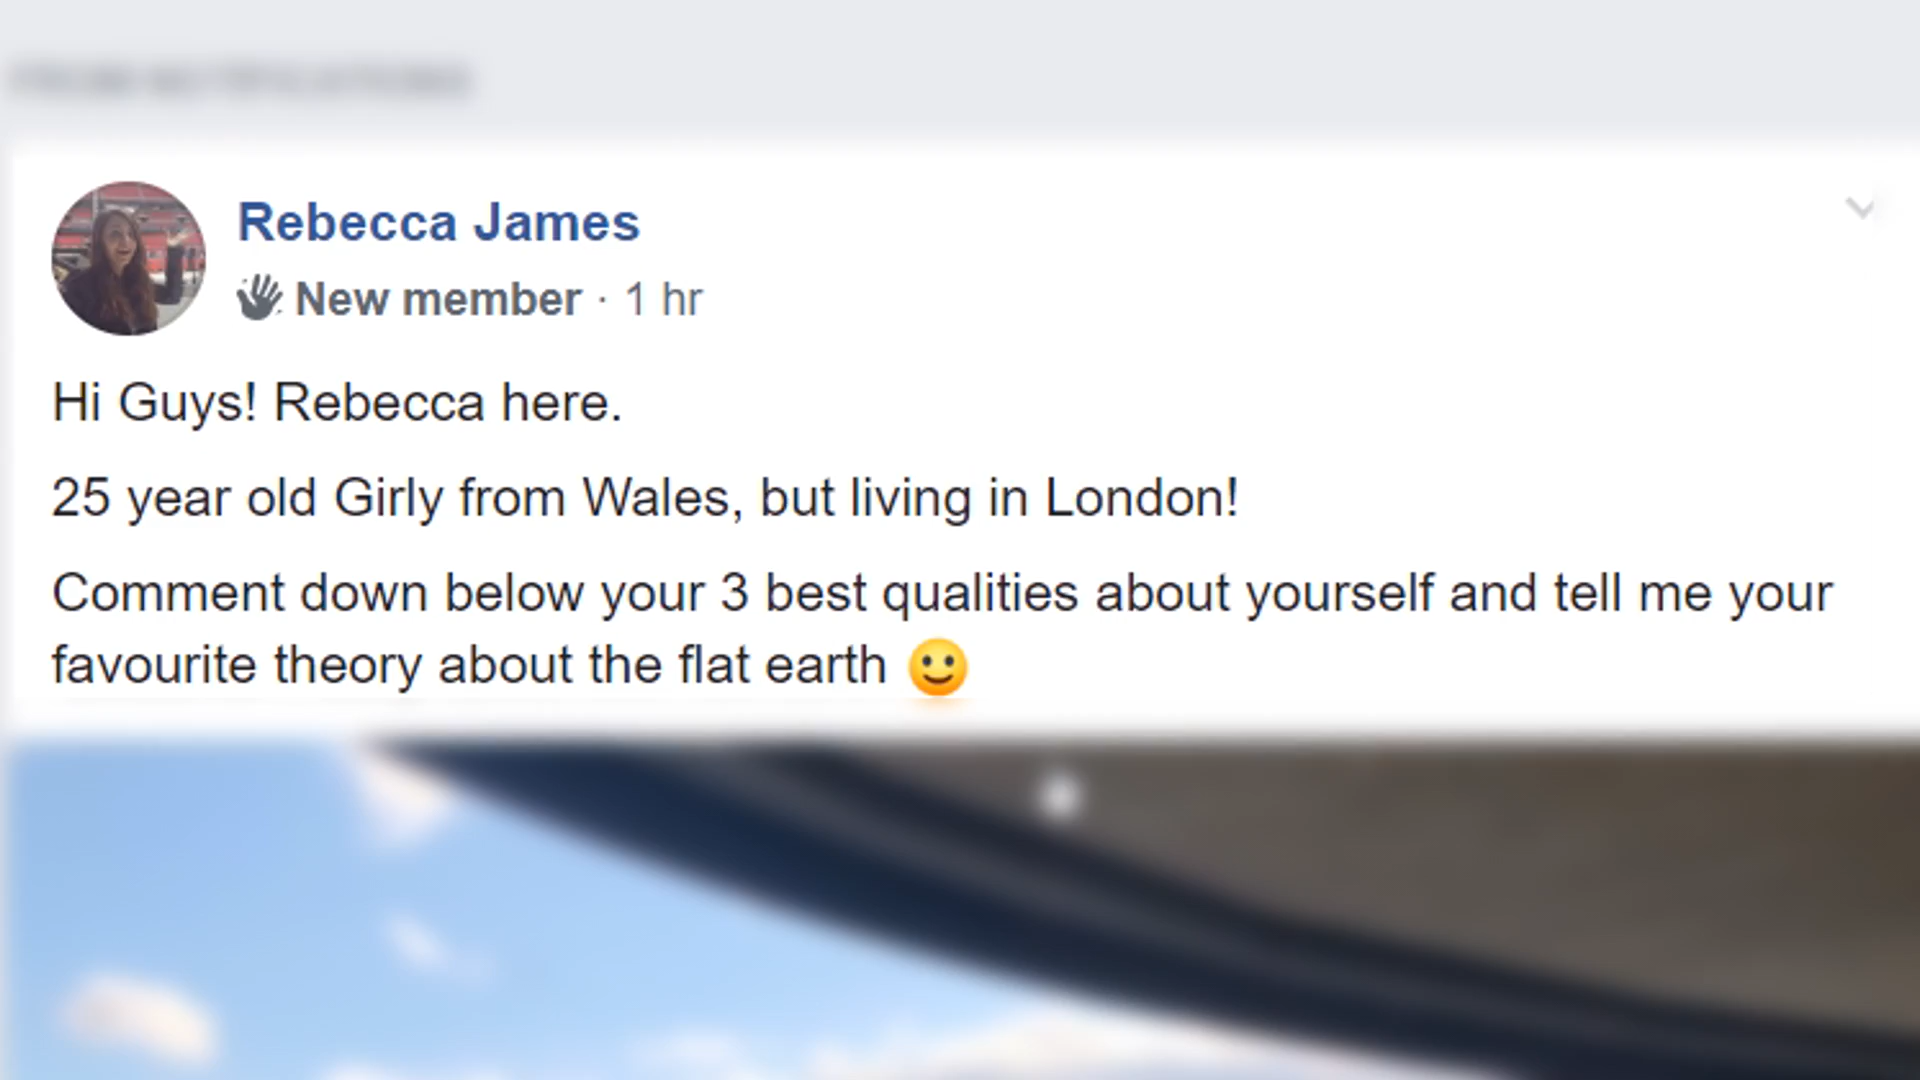 FROM NOTIFICATIONS
Rebecca James
New member · 1 hr
Hi Guys! Rebecca here.
25 year old Girly from Wales, but living in London!
Comment down below your 3 best qualities about yourself and tell me your
favourite theory about the flat earth 🙂